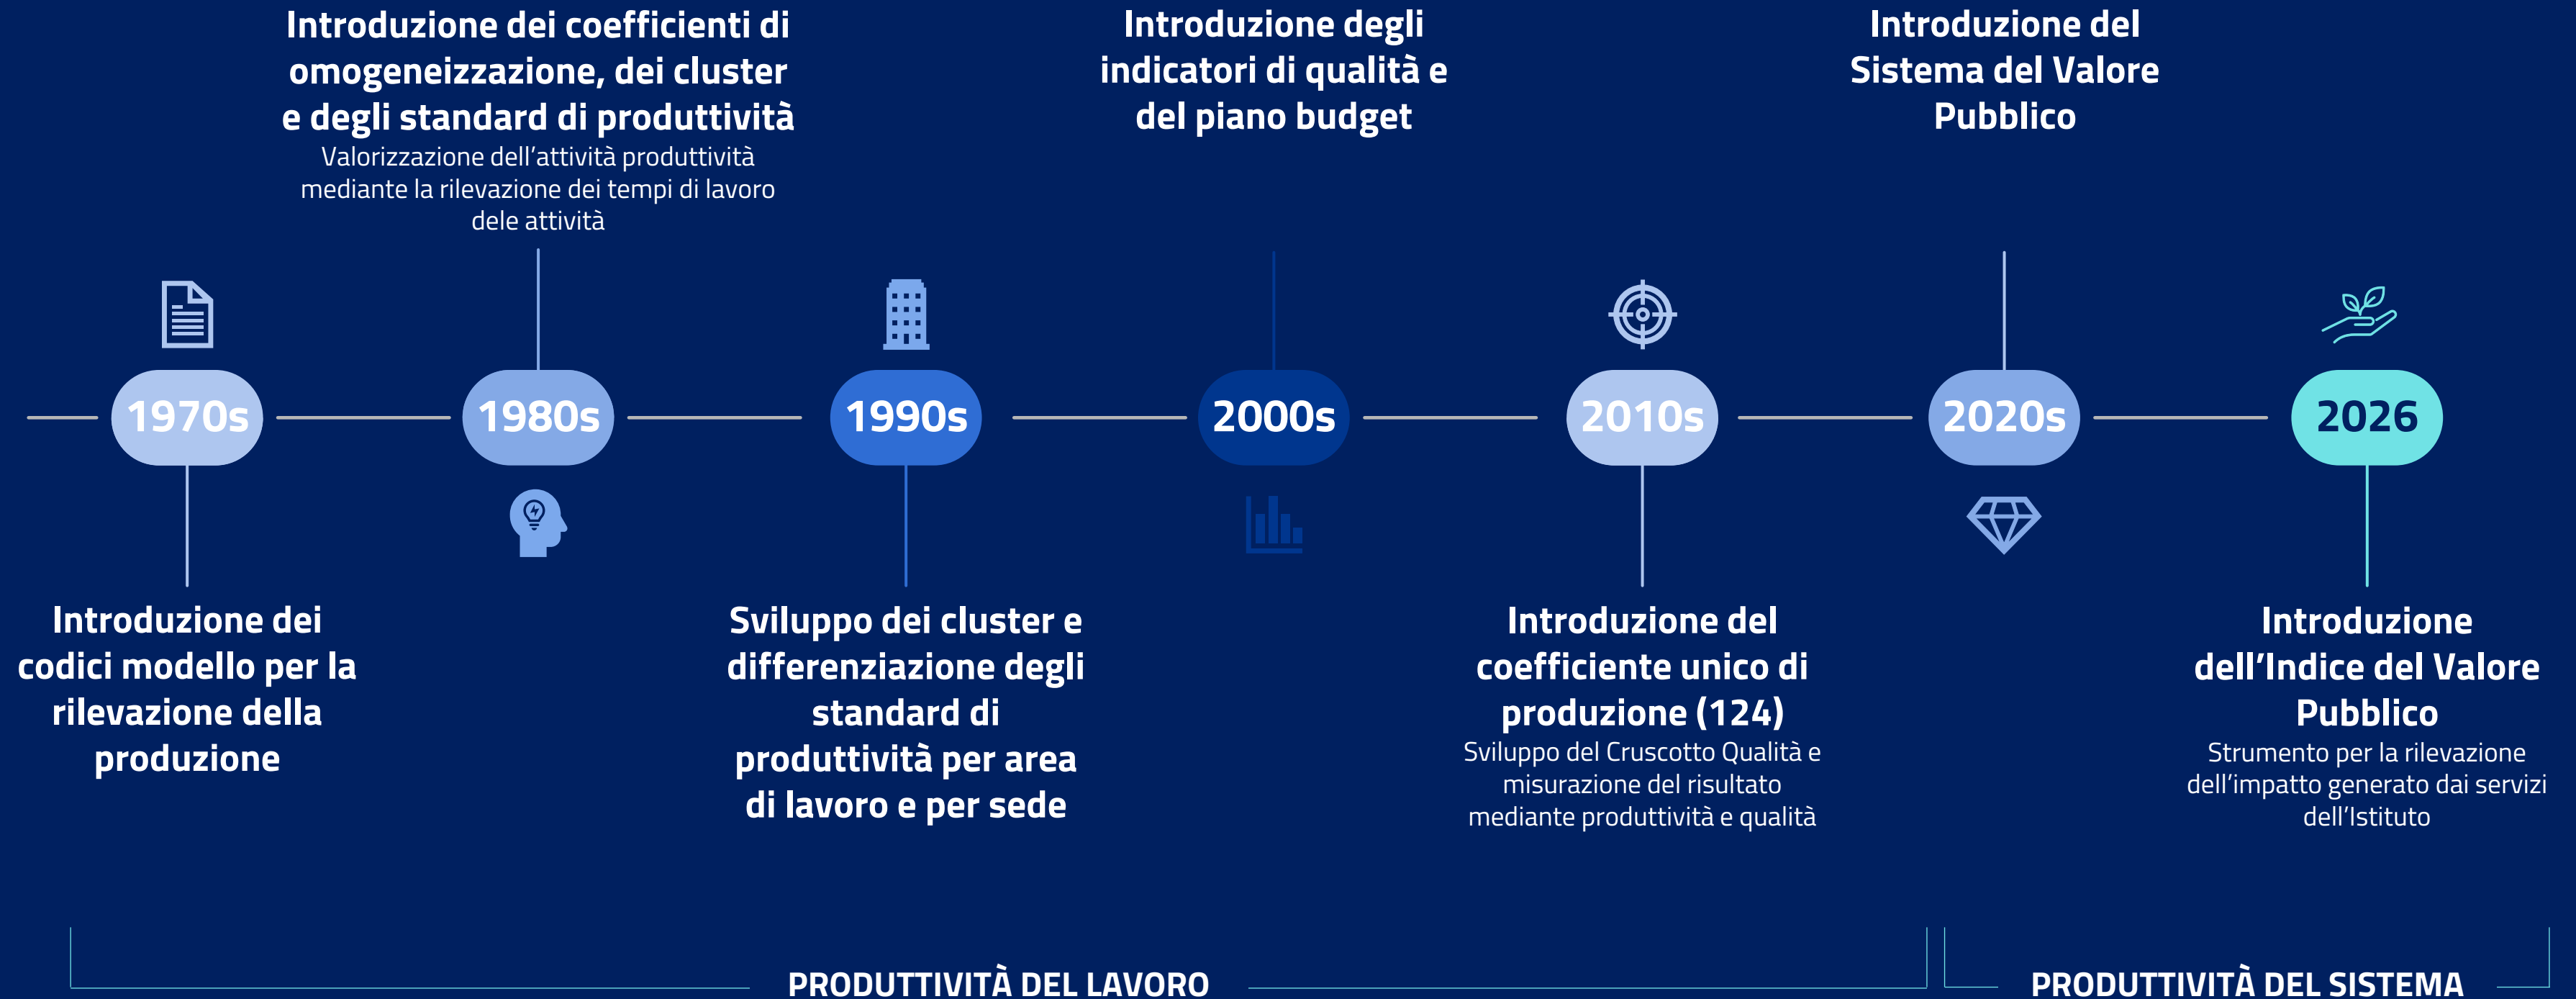 Introduzione dei coefficienti di
omogeneizzazione, dei cluster
e degli standard di produttività
Valorizzazione dell'attività produttività
mediante la rilevazione dei tempi di lavoro
dele attività
Introduzione degli
indicatori di qualità e
del piano budget
Introduzione del
Sistema del Valore
Pubblico
1970s
1980s
1990s
2000s
2010s
2020s
2026
Introduzione dei
codici modello per la
rilevazione della
produzione
Sviluppo dei cluster e
differenziazione degli
standard di
produttività per area
di lavoro e per sede
Introduzione del
coefficiente unico di
produzione (124)
Sviluppo del Cruscotto Qualità e
misurazione del risultato
mediante produttività e qualità
Introduzione
dell'Indice del Valore
Pubblico
Strumento per la rilevazione
dell'impatto generato dai servizi
dell'Istituto
PRODUTTIVITÀ DEL LAVORO
PRODUTTIVITÀ DEL SISTEMA